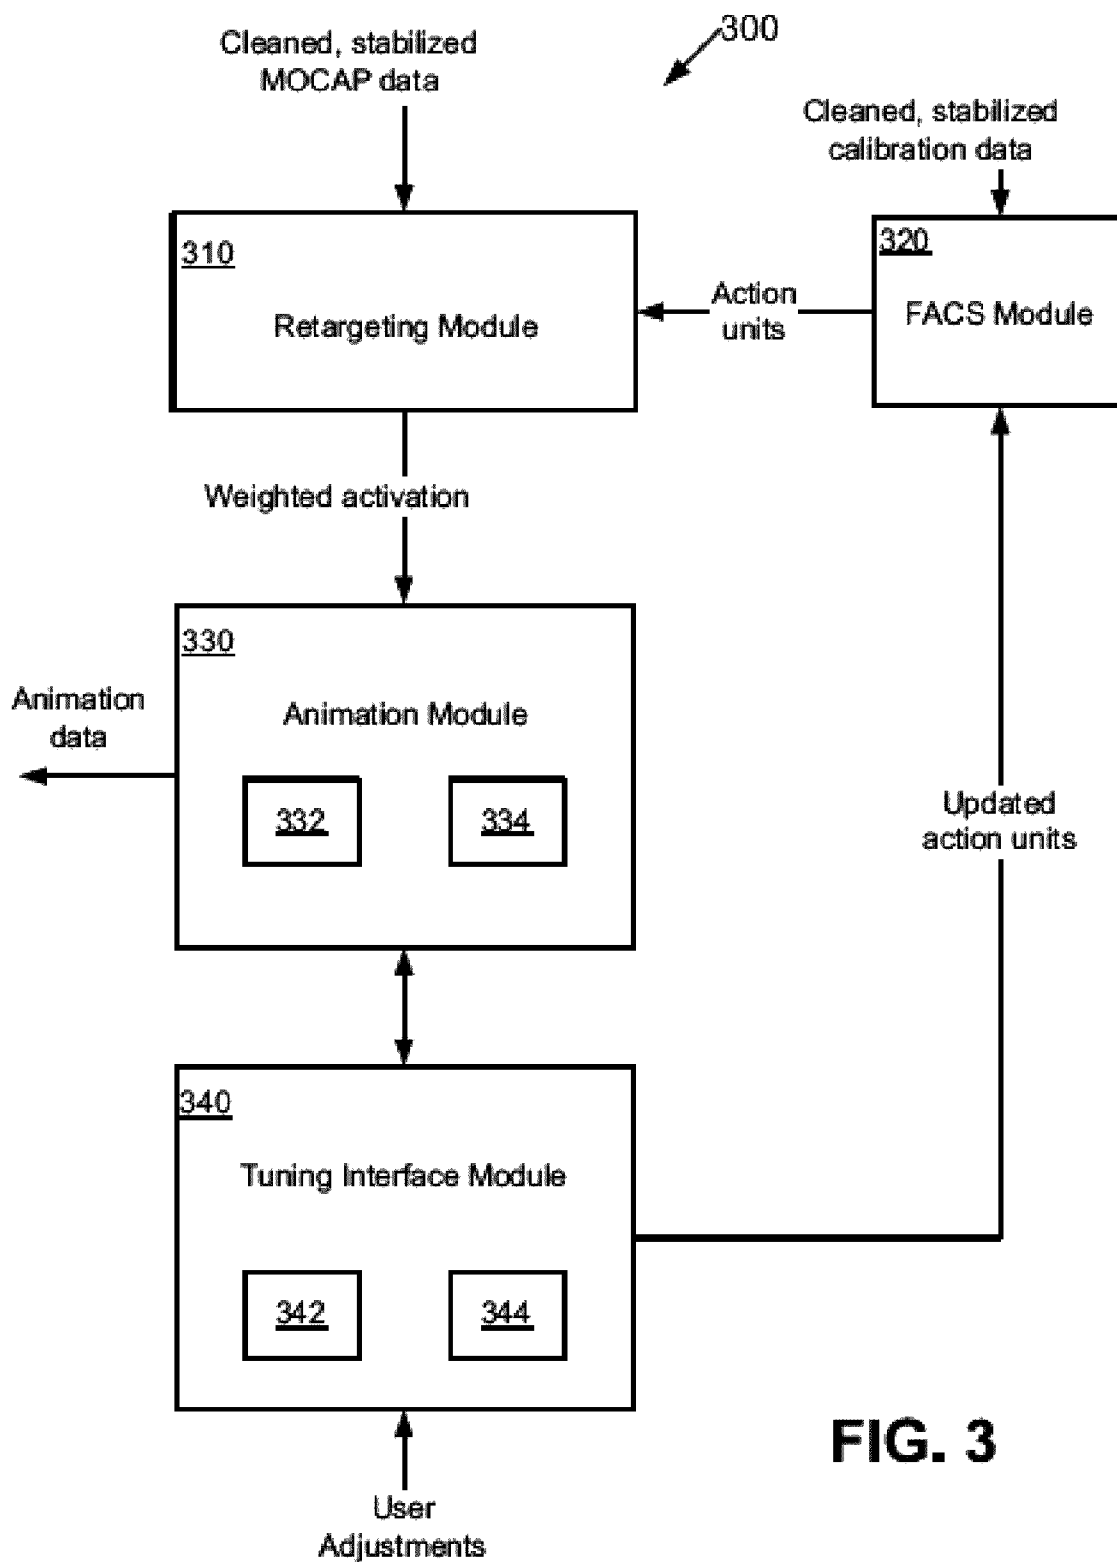 300
Cleaned, stabilized
MOCAP data
Cleaned, stabilized
calibration data
310
Retargeting Module
Action
units
320
FACS Module
Weighted activation
330
Animation Module
332
334
Animation
data
Updated
action units
340
Tuning Interface Module
342
344
User
Adjustments
FIG. 3